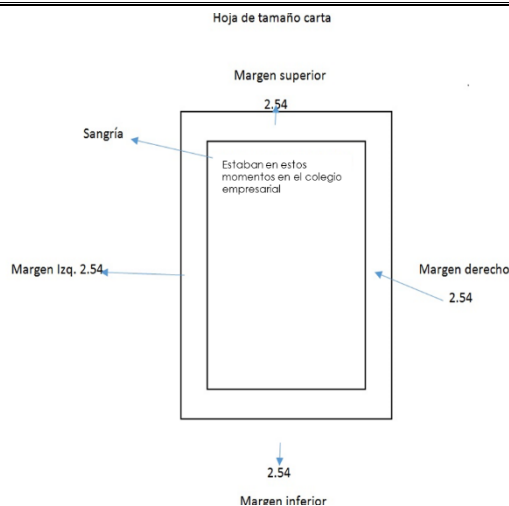 Hoja de tamaño carta
Margen superior
2.54
Sangría
Estaban en estos
momentos en el colegio
empresarial
Margen Izq. 2.54
Margen derecho
2.54
2.54
Margen inferior